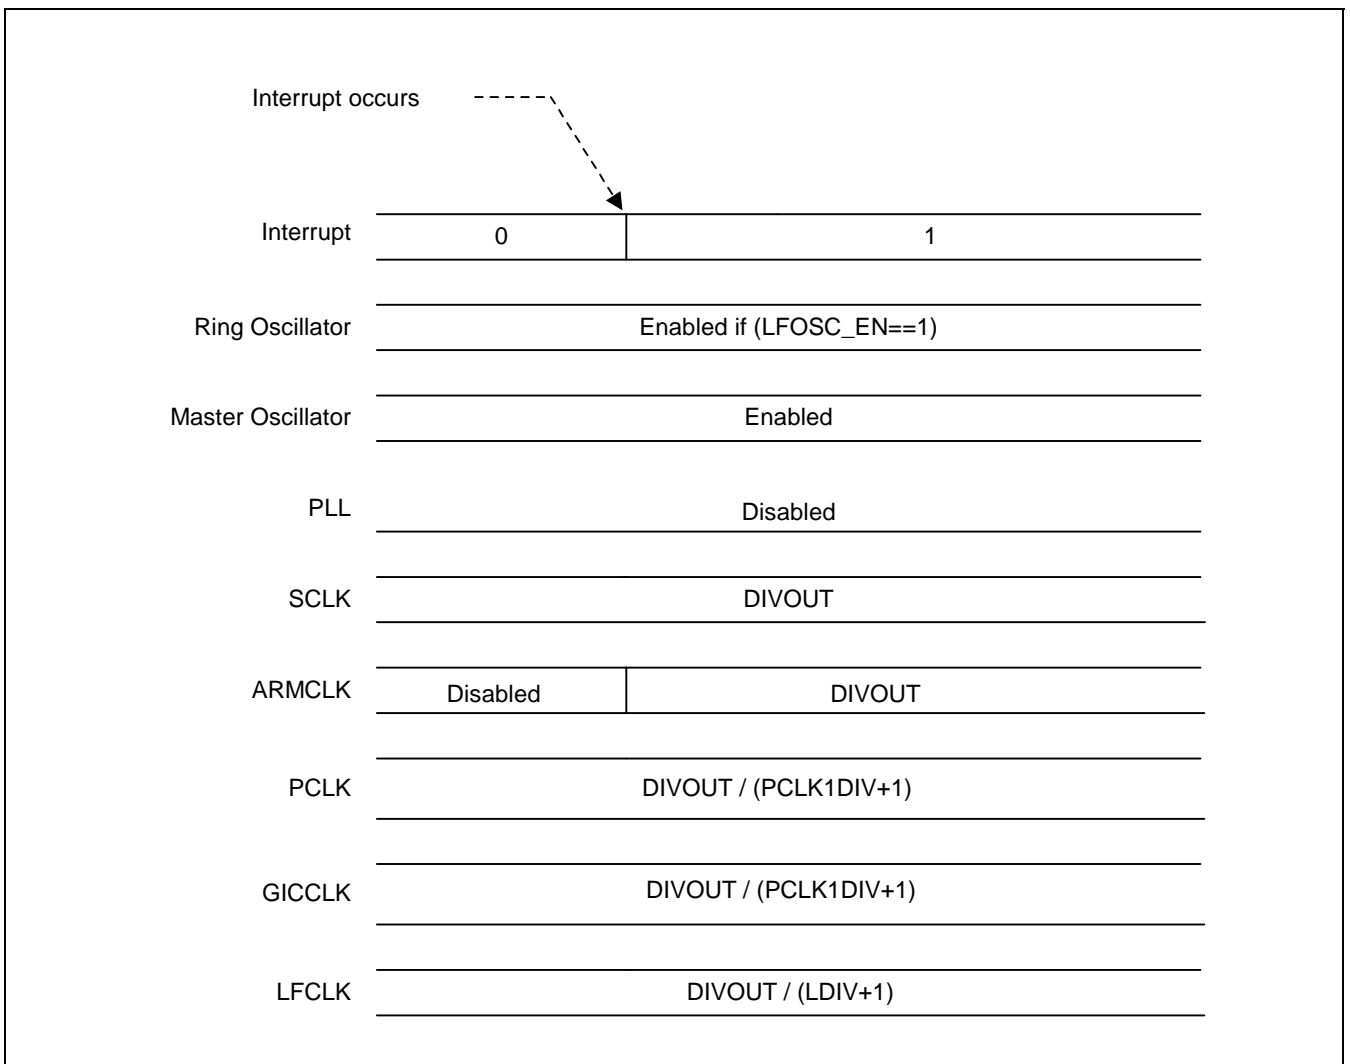 Interrupt occurs
Interrupt 0 1
Ring Oscillator Enabled if (LFOSC_EN==1)
Master Oscillator Enabled
PLL Disabled
SCLK DIVOUT
ARMCLK Disabled DIVOUT
PCLK DIVOUT / (PCLK1DIV+1)
GICCLK DIVOUT / (PCLK1DIV+1)
LFCLK DIVOUT / (LDIV+1)